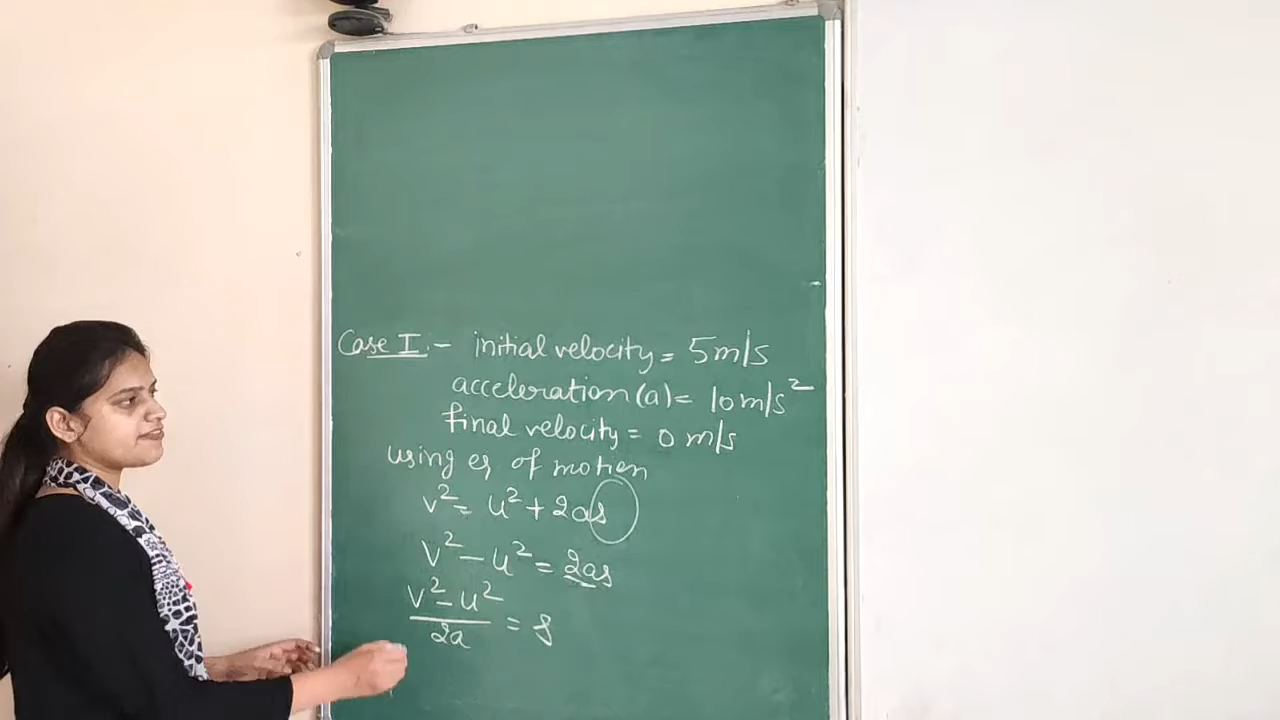 Case I :- initial velocity = 5m/s
acceleration (a) = 10m/s²
final velocity = 0 m/s
using eq of motion
v² = u² + 2as
v² - u² = 2as
v² - u² / 2a = s